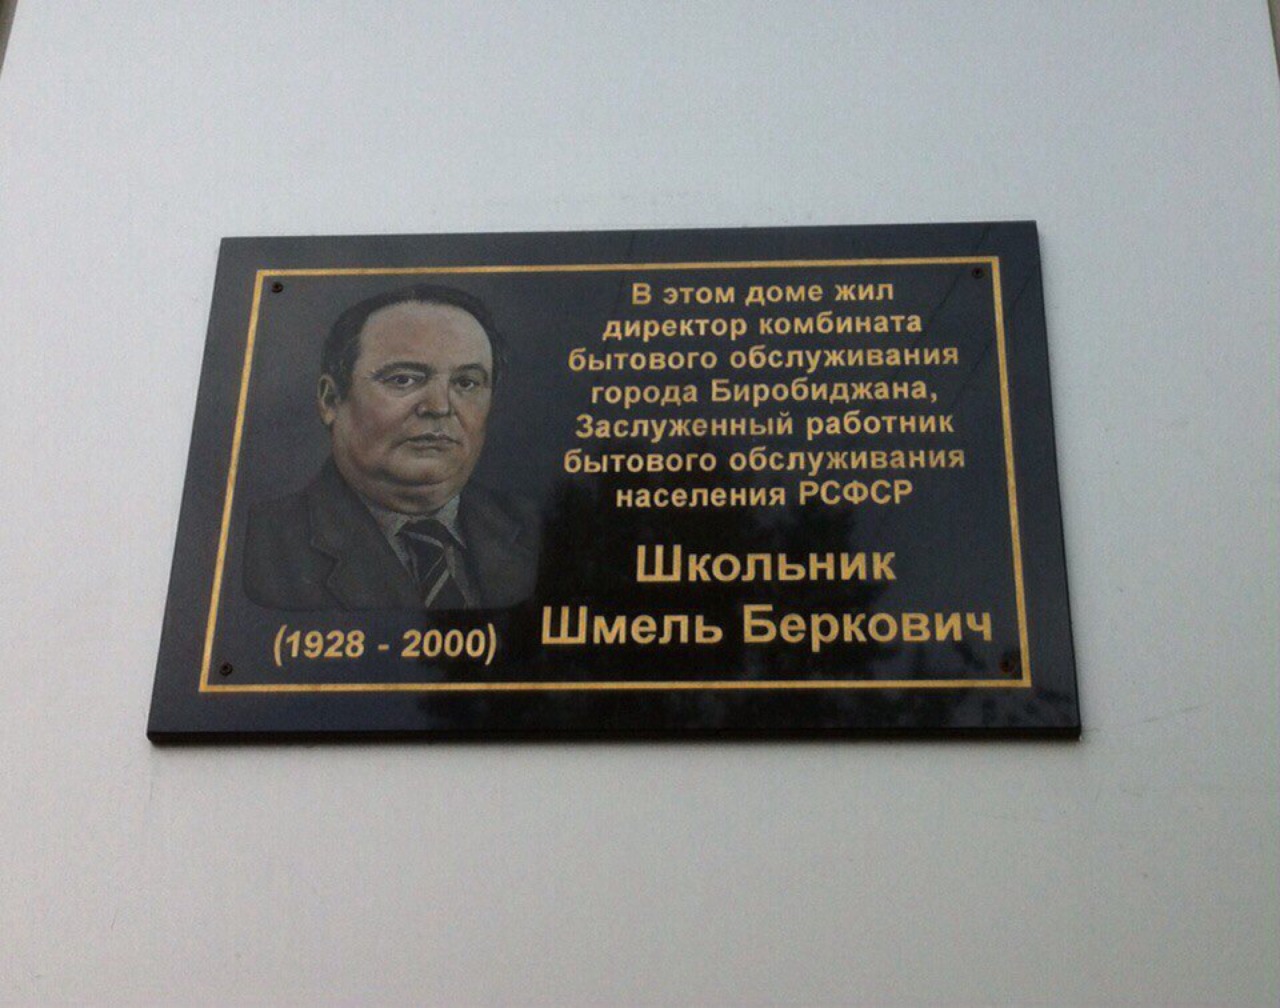 В этом доме жил
директор комбината
бытового обслуживания
города Биробиджана,
Заслуженный работник
бытового обслуживания
населения РСФСР
Школьник
Шмель Беркович
(1928 - 2000)